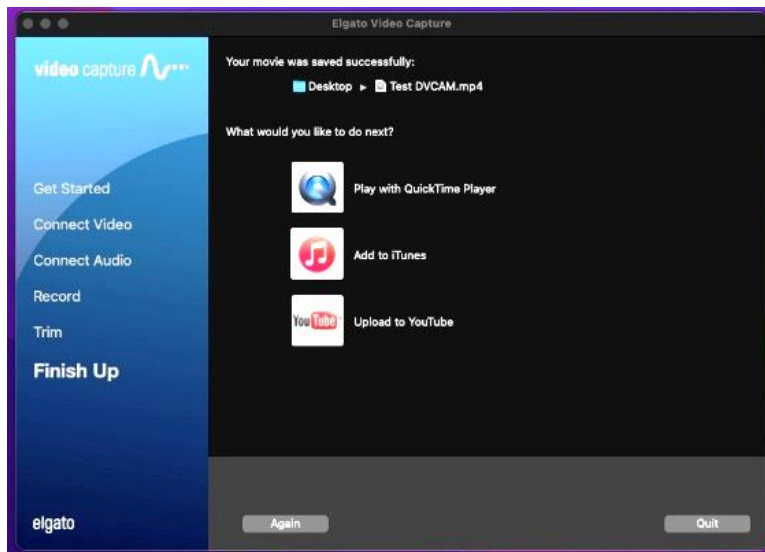 Elgato Video Capture
video capture
Get Started
Connect Video
Connect Audio
Record
Trim
Finish Up
elgato
Your movie was saved successfully:
Desktop ▸ Test DVCAM.mp4
What would you like to do next?
Play with QuickTime Player
Add to iTunes
YouTube
Upload to YouTube
Again
Quit